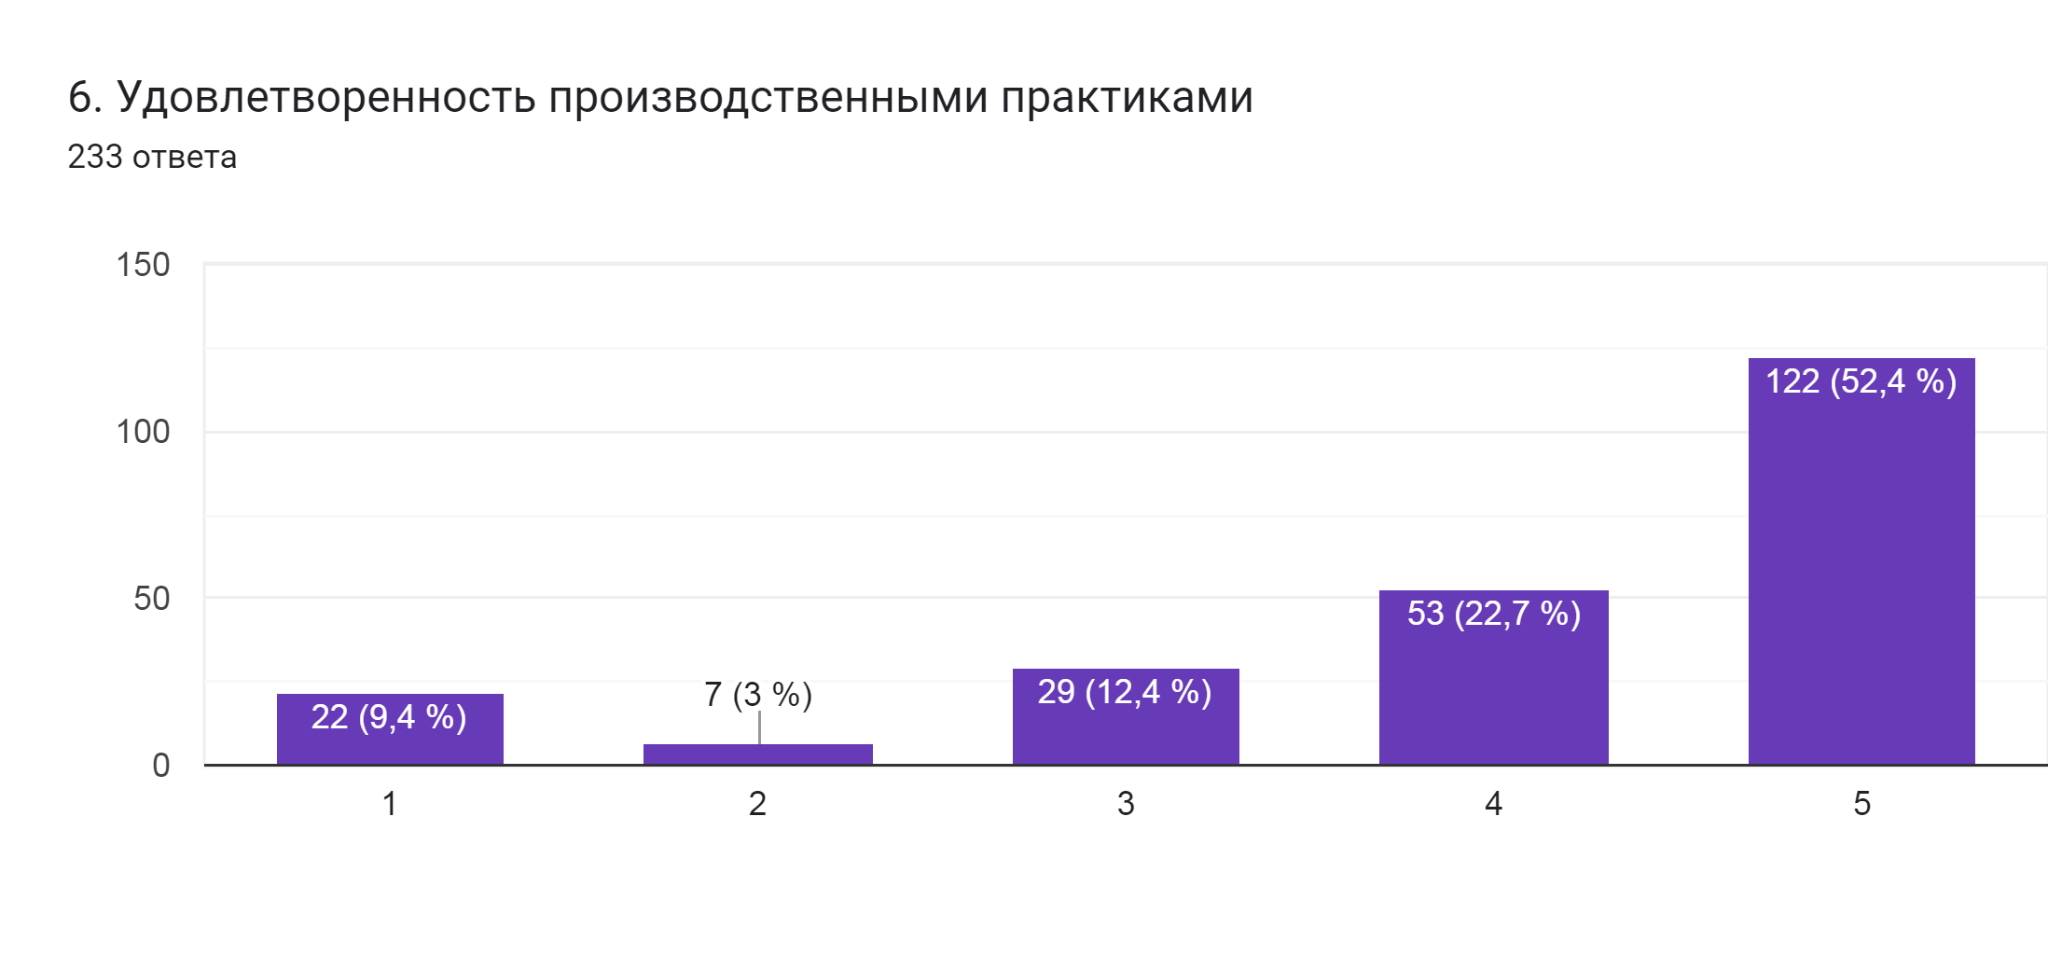 6. Удовлетворенность производственными практиками
233 ответа
150
100
50
0
22 (9,4 %)
7 (3 %)
29 (12,4 %)
53 (22,7 %)
122 (52,4 %)
1
2
3
4
5